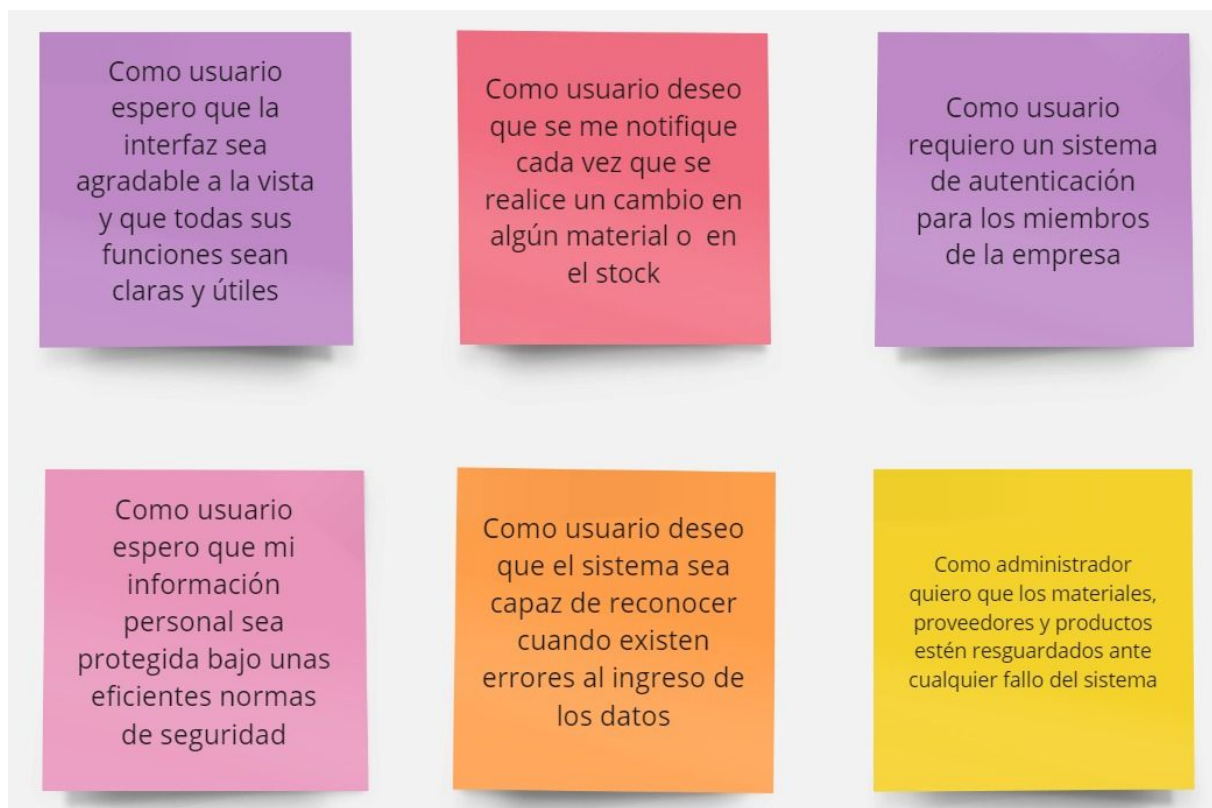 Como usuario
espero que la
interfaz sea
agradable a la vista
y que todas sus
funciones sean
claras y útiles
Como usuario deseo
que se me notifique
cada vez que se
realice un cambio en
algún material o en
el stock
Como usuario
requiero un sistema
de autenticación
para los miembros
de la empresa
Como usuario
espero que mi
información
personal sea
protegida bajo unas
eficientes normas
de seguridad
Como usuario deseo
que el sistema sea
capaz de reconocer
cuando existen
errores al ingreso de
los datos
Como administrador
quiero que los materiales,
proveedores y productos
estén resguardados ante
cualquier fallo del sistema